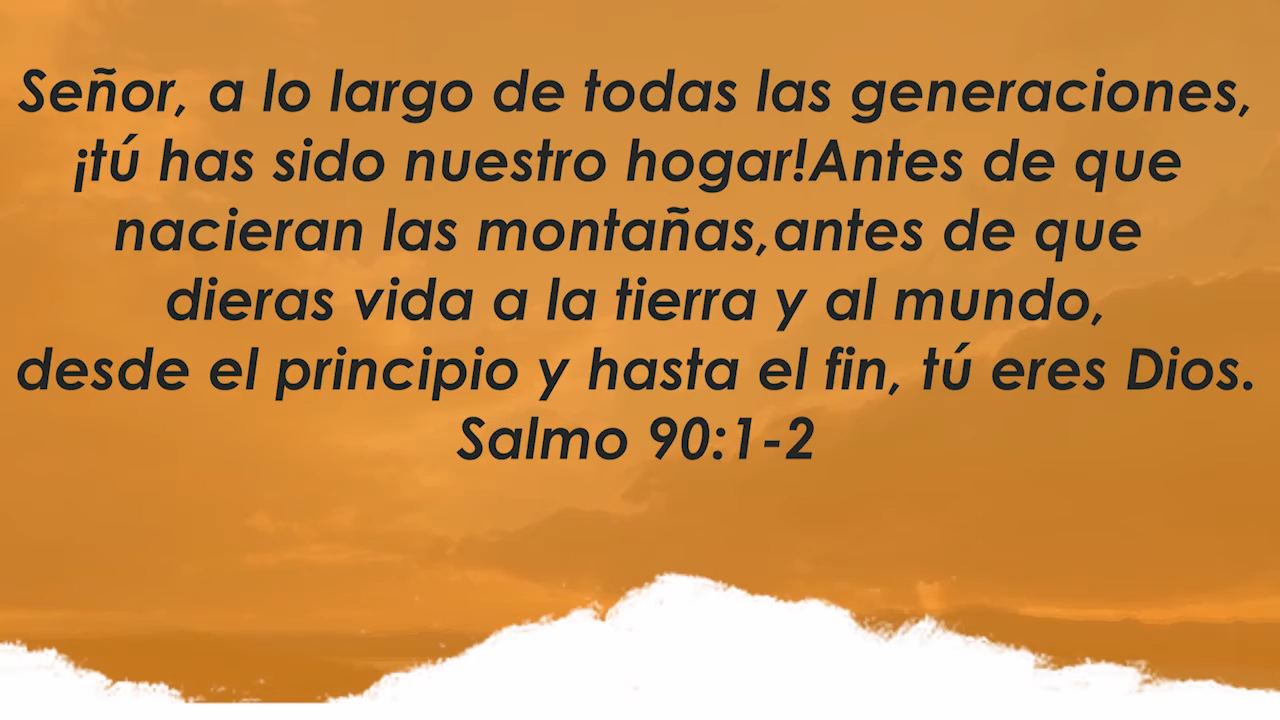 Señor, a lo largo de todas las generaciones,
¡tú has sido nuestro hogar!Antes de que
nacieran las montañas,antes de que
dieras vida a la tierra y al mundo,
desde el principio y hasta el fin, tú eres Dios.
Salmo 90:1-2